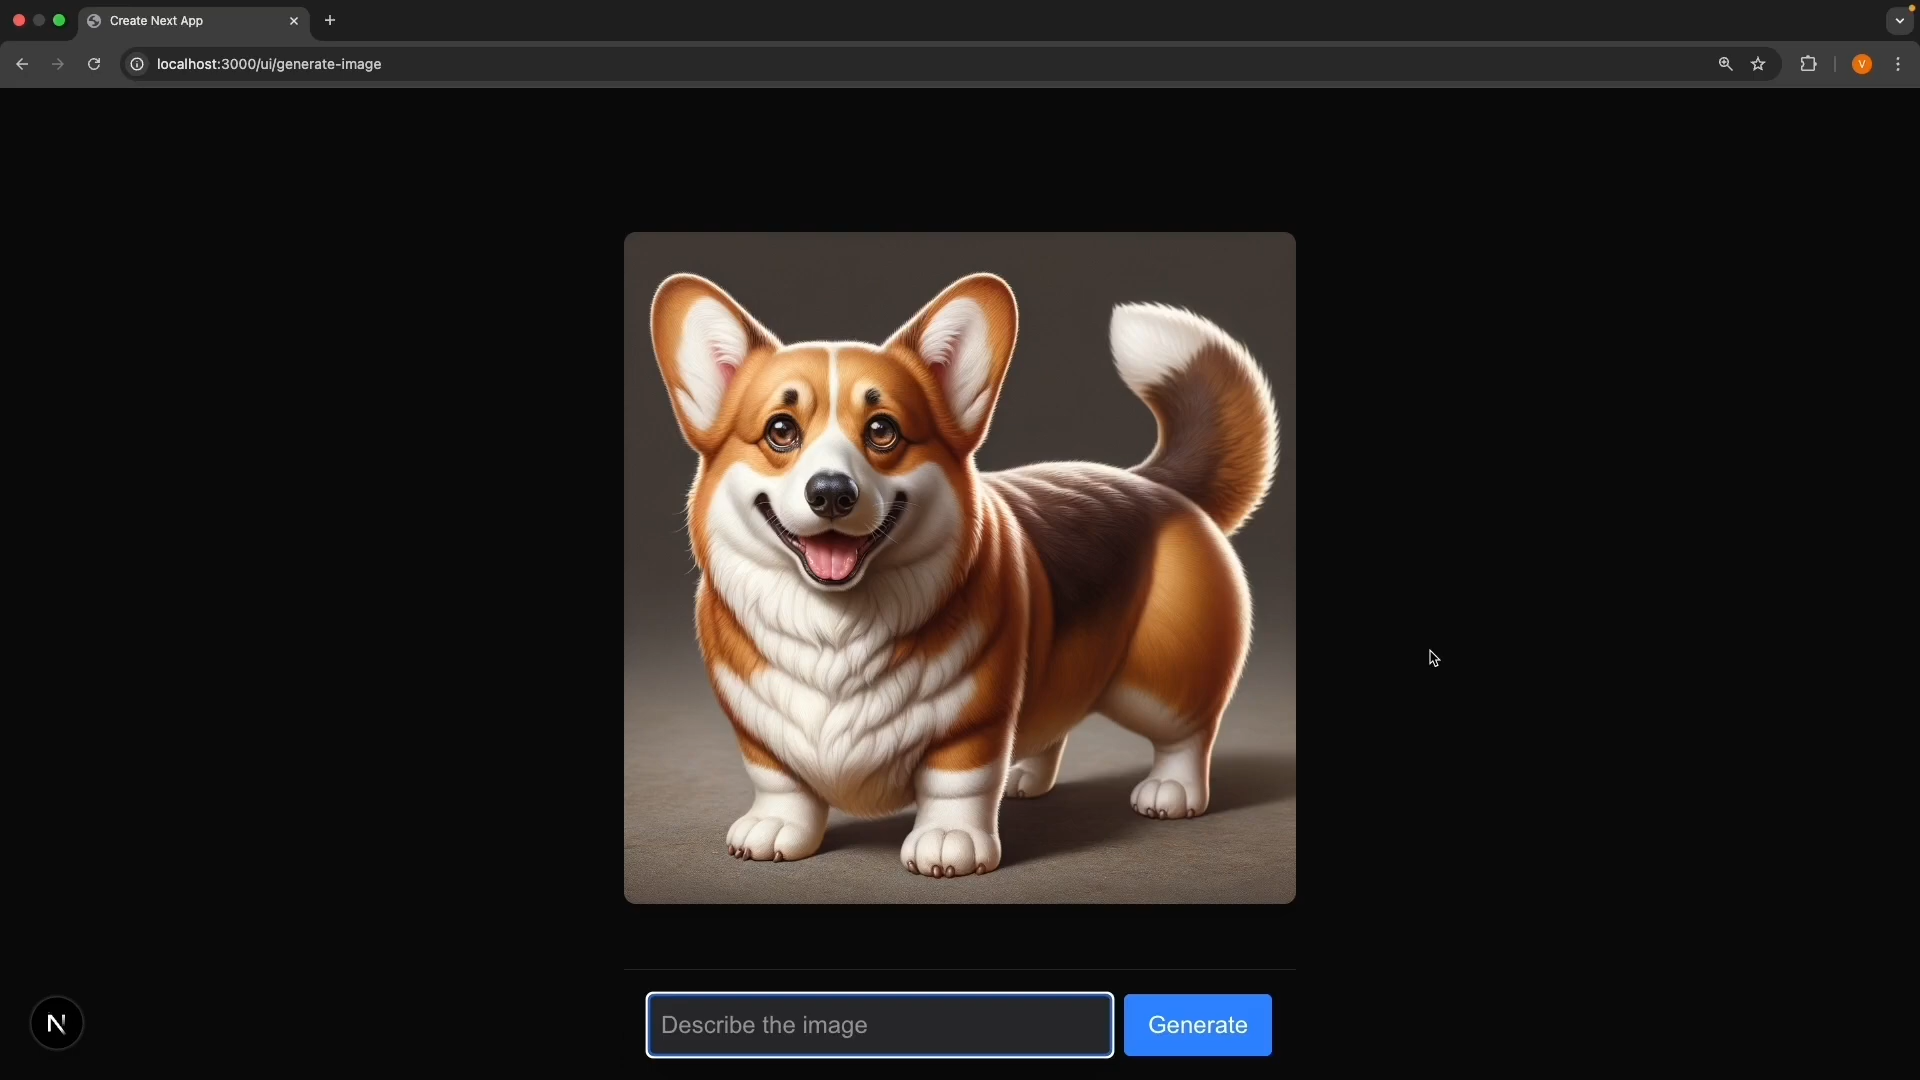 Create Next App
localhost:3000/ui/generate-image
V
N
Describe the image
Generate